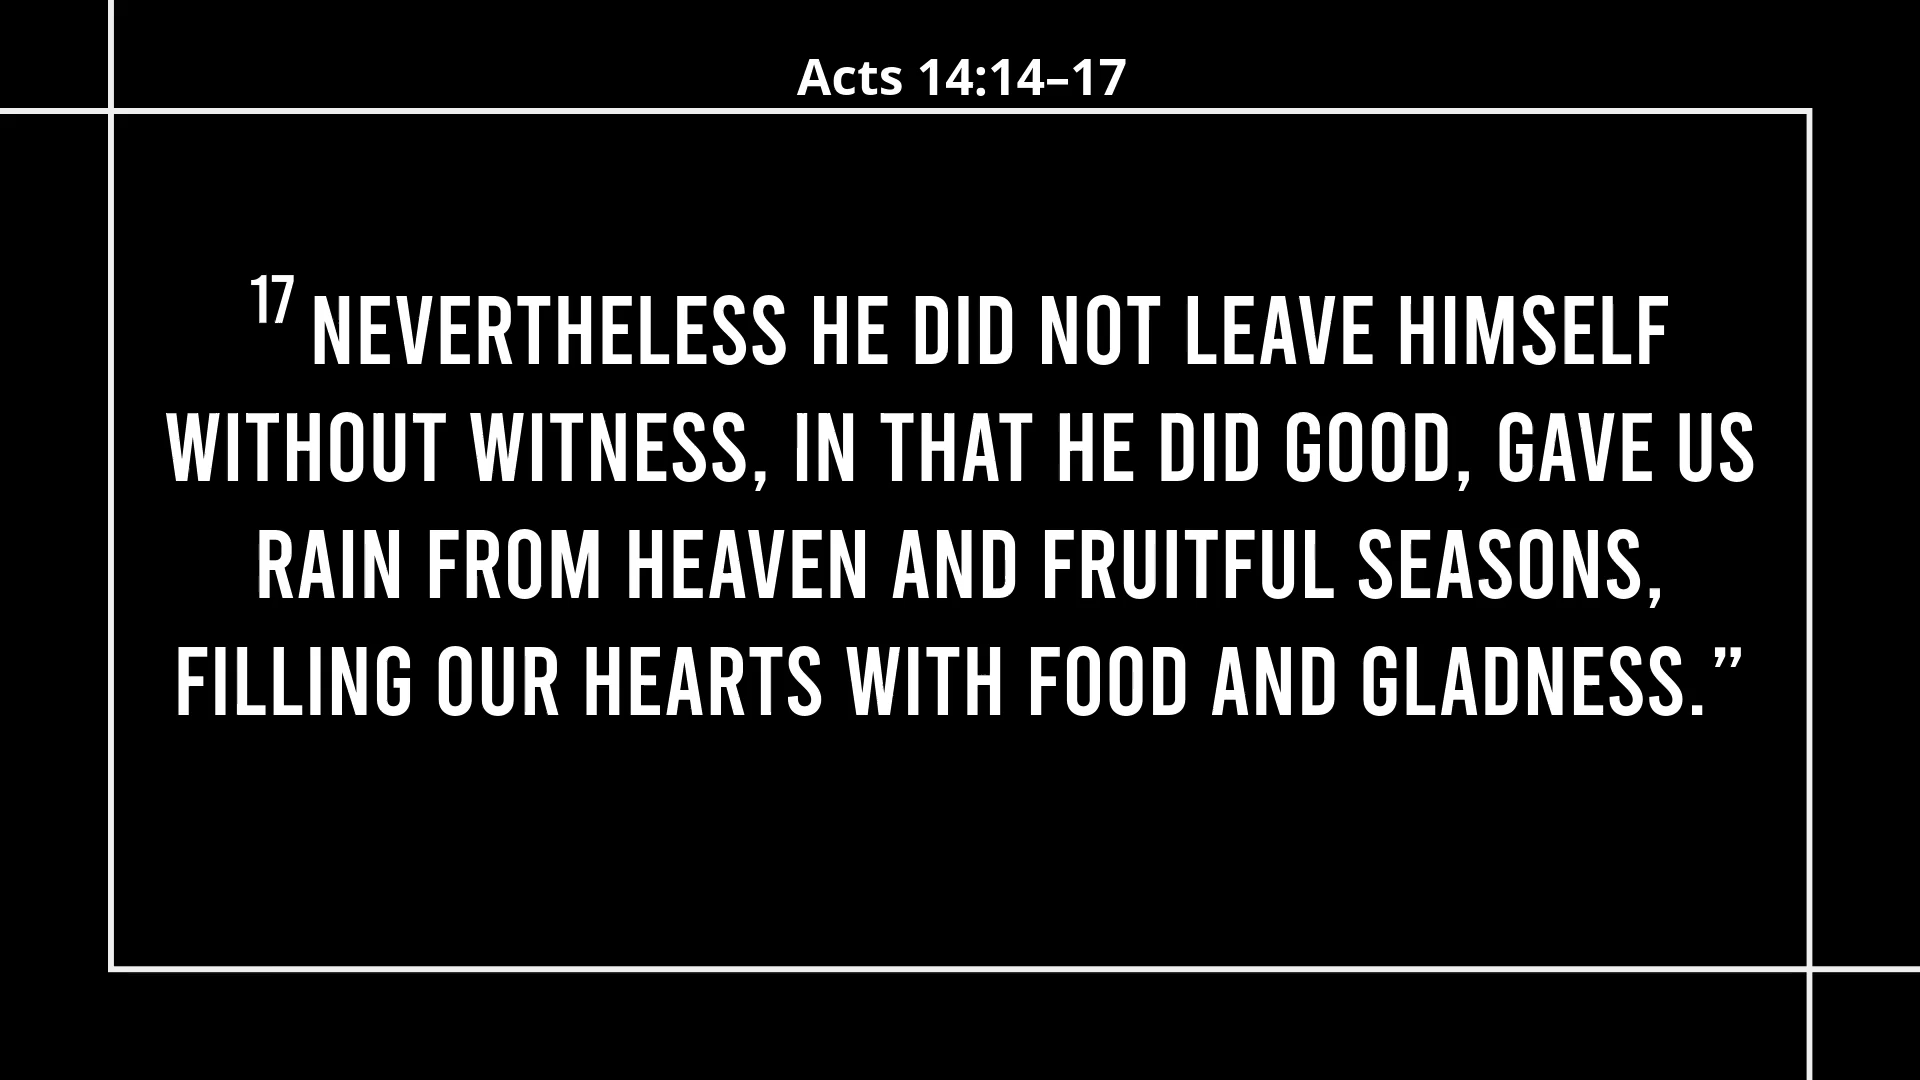 Acts 14:14–17
17 NEVERTHELESS HE DID NOT LEAVE HIMSELF
WITHOUT WITNESS, IN THAT HE DID GOOD, GAVE US
RAIN FROM HEAVEN AND FRUITFUL SEASONS,
FILLING OUR HEARTS WITH FOOD AND GLADNESS.”